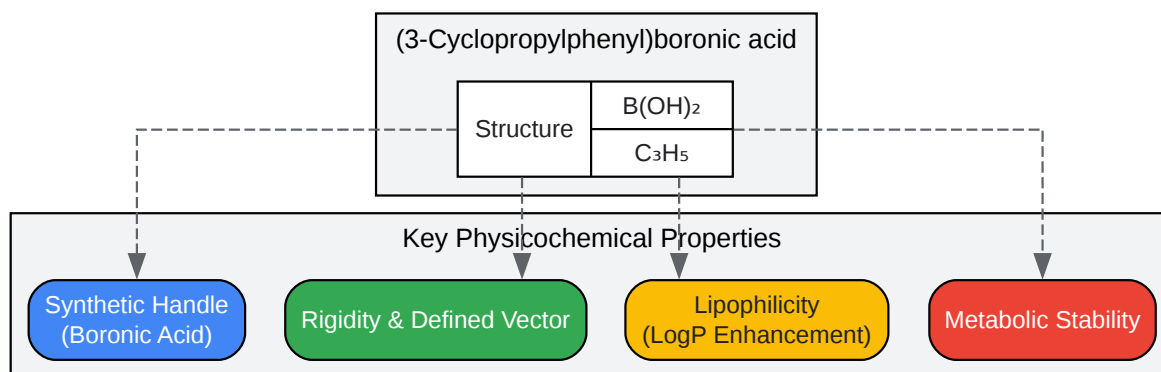 (3-Cyclopropylphenyl)boronic acid
Structure
B(OH)₂
C₃H₅
Key Physicochemical Properties
Synthetic Handle
(Boronic Acid)
Rigidity & Defined Vector
Lipophilicity
(LogP Enhancement)
Metabolic Stability